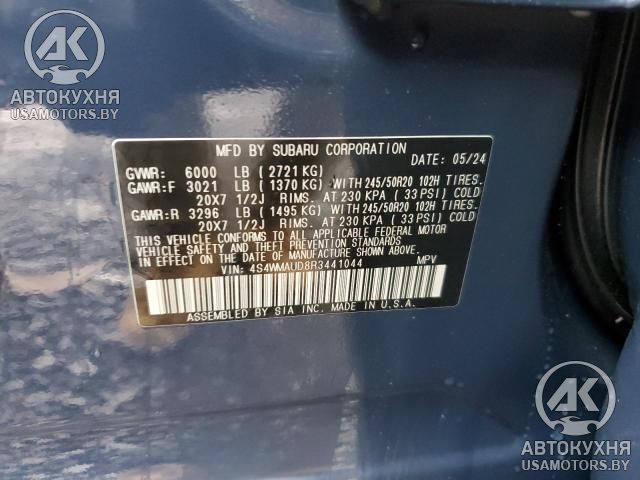 AK
АВТОКУХНЯ
USAMOTORS.BY
MFD BY SUBARU CORPORATION
GVWR: 6000 LB (2721 KG) DATE: 05/24
GAWR:F 3021 LB (1370 KG) WITH 245/50R20 102H TIRES.
20X7 1/2J RIMS. AT 230 KPA (33 PSI) COLD
GAWR:R 3296 LB (1495 KG) WITH 245/50R20 102H TIRES.
20X7 1/2J RIMS. AT 230 KPA (33 PSI) COLD
THIS VEHICLE CONFORMS TO ALL APPLICABLE FEDERAL MOTOR
VEHICLE SAFETY AND THEFT PREVENTION STANDARDS
IN EFFECT ON THE DATE OF MANUFACTURE SHOWN ABOVE.
VIN: 4S4WMAUD8R3441044 MPV
ASSEMBLED BY SIA INC. MADE IN U.S.A.
AK
АВТОКУХНЯ
USAMOTORS.BY